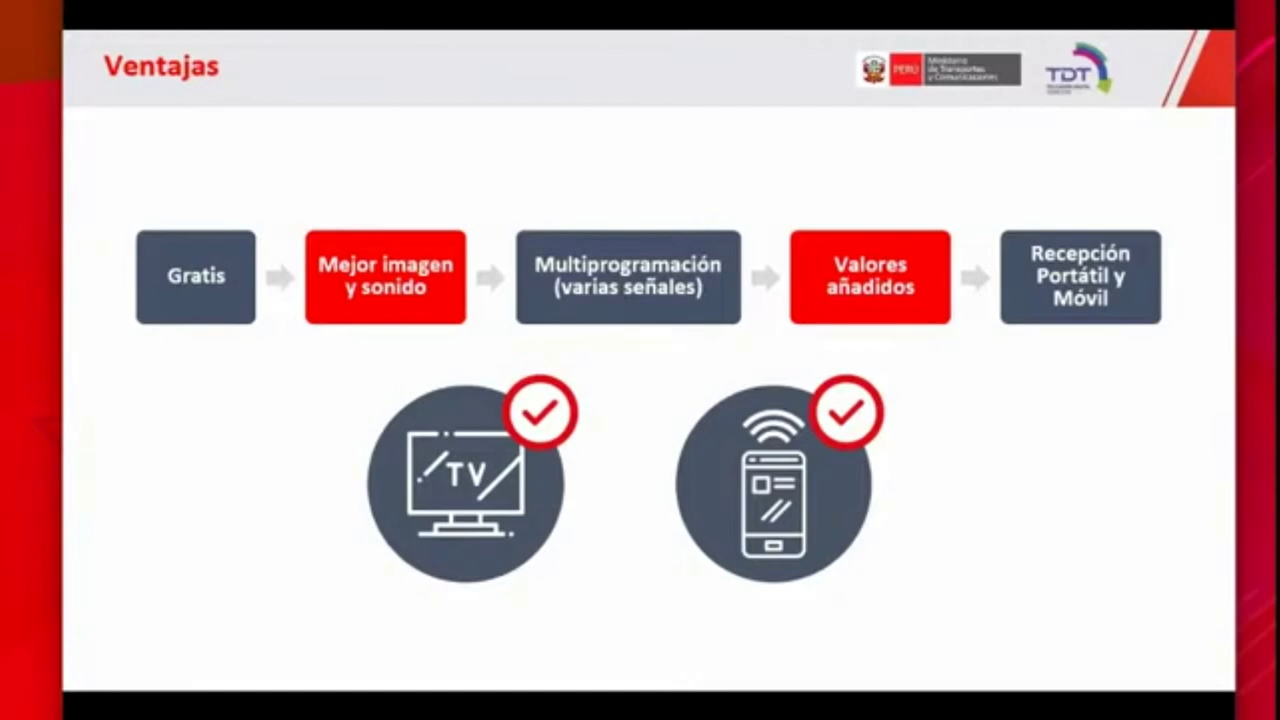 Ventajas
PERÚ
Ministerio
de Transportes
y Comunicaciones
TDT
Gratis
Mejor imagen
y sonido
Multiprogramación
(varias señales)
Valores
añadidos
Recepción
Portátil y
Móvil
TV